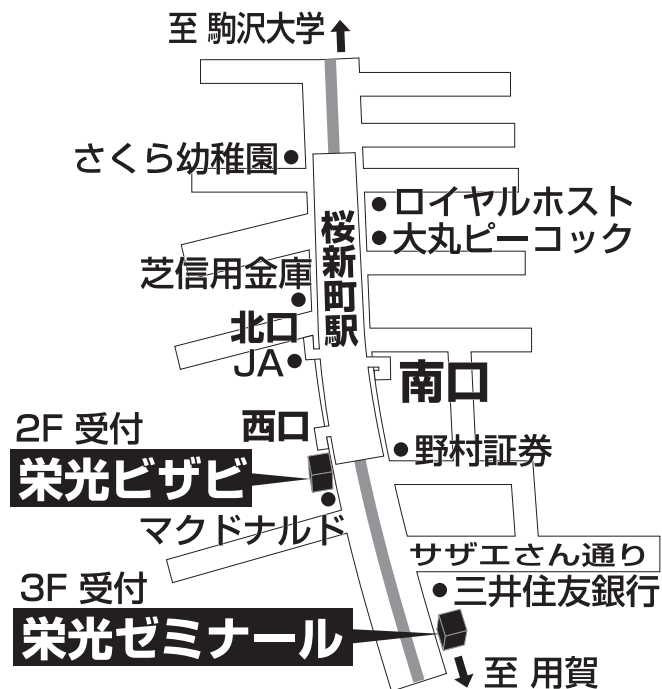 至 駒沢大学
さくら幼稚園
ロイヤルホスト
大丸ピーコック
桜新町駅
芝信用金庫
北口
JA
南口
西口
2F 受付
栄光ビザビ
野村証券
マクドナルド
サザエさん通り
3F 受付
三井住友銀行
栄光ゼミナール
至 用賀